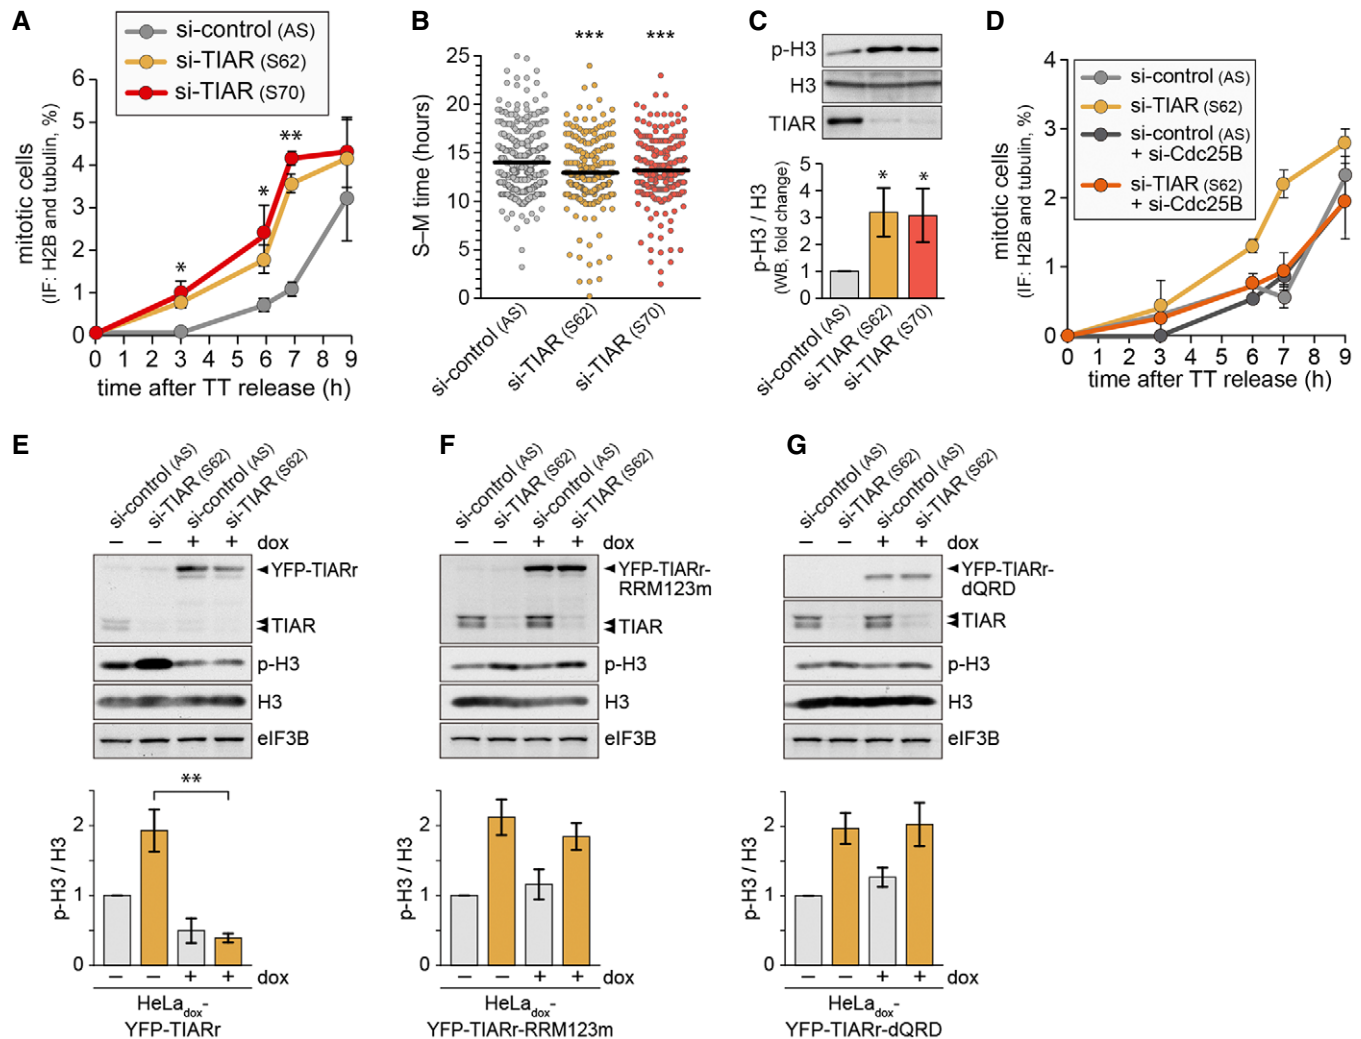 A
si-control (AS)
si-TIAR (S62)
si-TIAR (S70)
mitotic cells
(IF: H2B and tubulin, %)
6
5
4
3
2
1
0
*
*
**
0 1 2 3 4 5 6 7 8 9
time after TT release (h)
B
*** ***
S–M time (hours)
25
20
15
10
5
0
si-control (AS)
si-TIAR (S62)
si-TIAR (S70)
C
p-H3
H3
TIAR
p-H3 / H3
(WB, fold change)
5
4
3
2
1
0
* *
si-control (AS)
si-TIAR (S62)
si-TIAR (S70)
D
si-control (AS)
si-TIAR (S62)
si-control (AS)
+ si-Cdc25B
si-TIAR (S62)
+ si-Cdc25B
mitotic cells
(IF: H2B and tubulin, %)
4
2
0
0 1 2 3 4 5 6 7 8 9
time after TT release (h)
E
si-control (AS)
si-TIAR (S62)
si-control (AS)
si-TIAR (S62)
– – + + dox
YFP-TIARr
TIAR
p-H3
H3
eIF3B
**
p-H3 / H3
2
1
0
– – + + dox
HeLadox-
YFP-TIARr
F
si-control (AS)
si-TIAR (S62)
si-control (AS)
si-TIAR (S62)
– – + + dox
YFP-TIARr-
RRM123m
TIAR
p-H3
H3
eIF3B
p-H3 / H3
2
1
0
– – + + dox
HeLadox-
YFP-TIARr-RRM123m
G
si-control (AS)
si-TIAR (S62)
si-control (AS)
si-TIAR (S62)
– – + + dox
YFP-TIARr-
dQRD
TIAR
p-H3
H3
eIF3B
p-H3 / H3
2
1
0
– – + + dox
HeLadox-
YFP-TIARr-dQRD